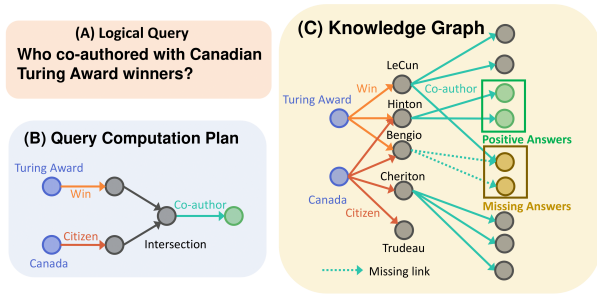 (A) Logical Query
Who co-authored with Canadian
Turing Award winners?
(B) Query Computation Plan
Turing Award
Win
Co-author
Citizen
Intersection
Canada
(C) Knowledge Graph
LeCun
Win
Co-author
Turing Award
Hinton
Positive Answers
Bengio
Canada
Cheriton
Citizen
Missing Answers
Trudeau
Missing link